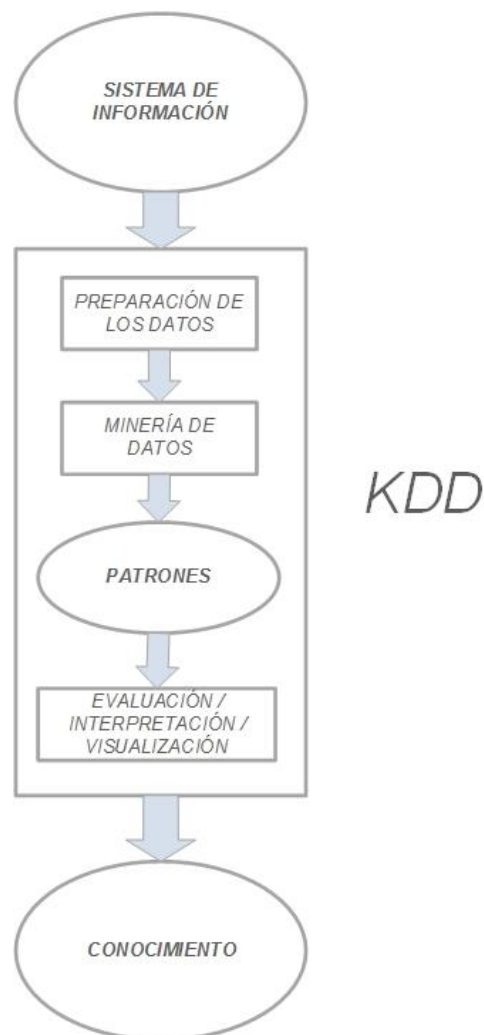 SISTEMA DE
INFORMACIÓN
PREPARACIÓN DE
LOS DATOS
MINERÍA DE
DATOS
KDD
PATRONES
EVALUACIÓN /
INTERPRETACIÓN /
VISUALIZACIÓN
CONOCIMIENTO